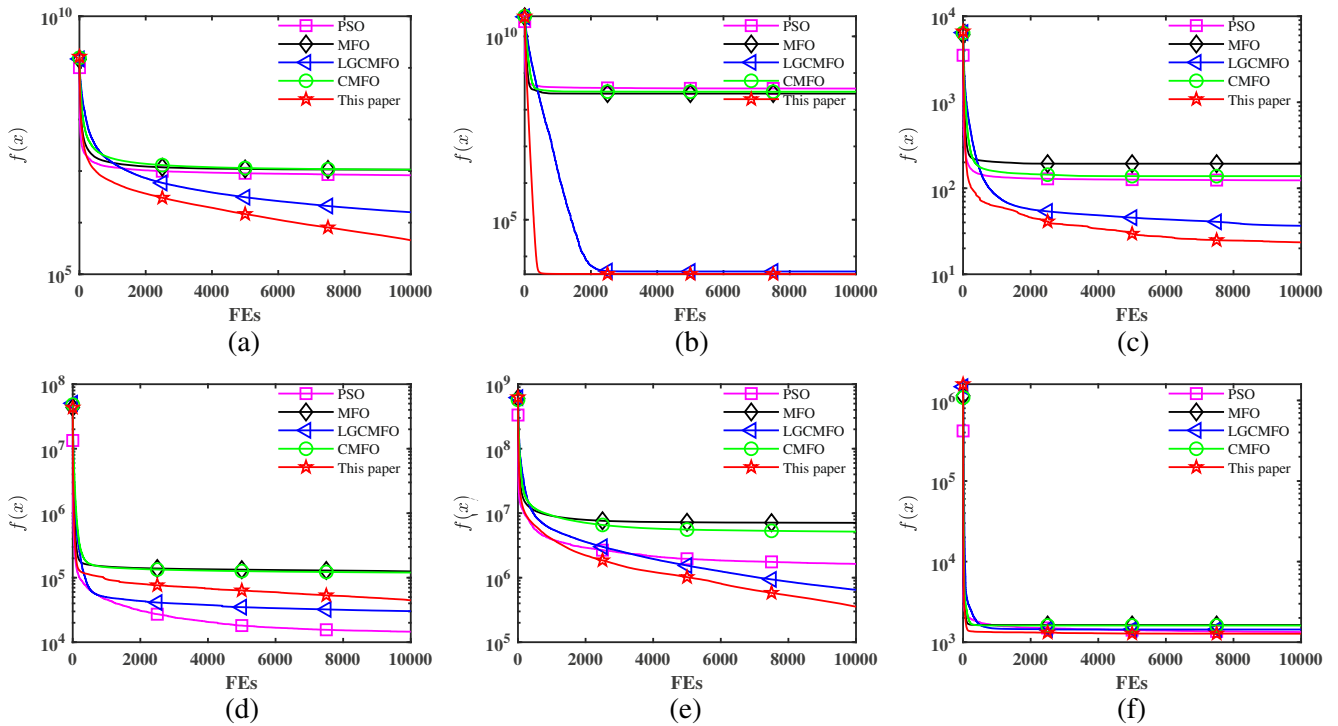 10^10
PSO
MFO
LGCMFO
CMFO
This paper
f(x)
10^5
0 2000 4000 6000 8000 10000
FEs
(a)
10^10
PSO
MFO
LGCMFO
CMFO
This paper
f(x)
10^5
0 2000 4000 6000 8000 10000
FEs
(b)
10^4
PSO
MFO
LGCMFO
CMFO
This paper
10^3
f(x)
10^2
10^1
0 2000 4000 6000 8000 10000
FEs
(c)
10^8
PSO
MFO
LGCMFO
CMFO
This paper
10^7
f(x)
10^6
10^5
10^4
0 2000 4000 6000 8000 10000
FEs
(d)
10^9
PSO
MFO
LGCMFO
CMFO
This paper
10^8
f(x)
10^7
10^6
10^5
0 2000 4000 6000 8000 10000
FEs
(e)
10^6
PSO
MFO
LGCMFO
CMFO
This paper
10^5
f(x)
10^4
10^3
0 2000 4000 6000 8000 10000
FEs
(f)